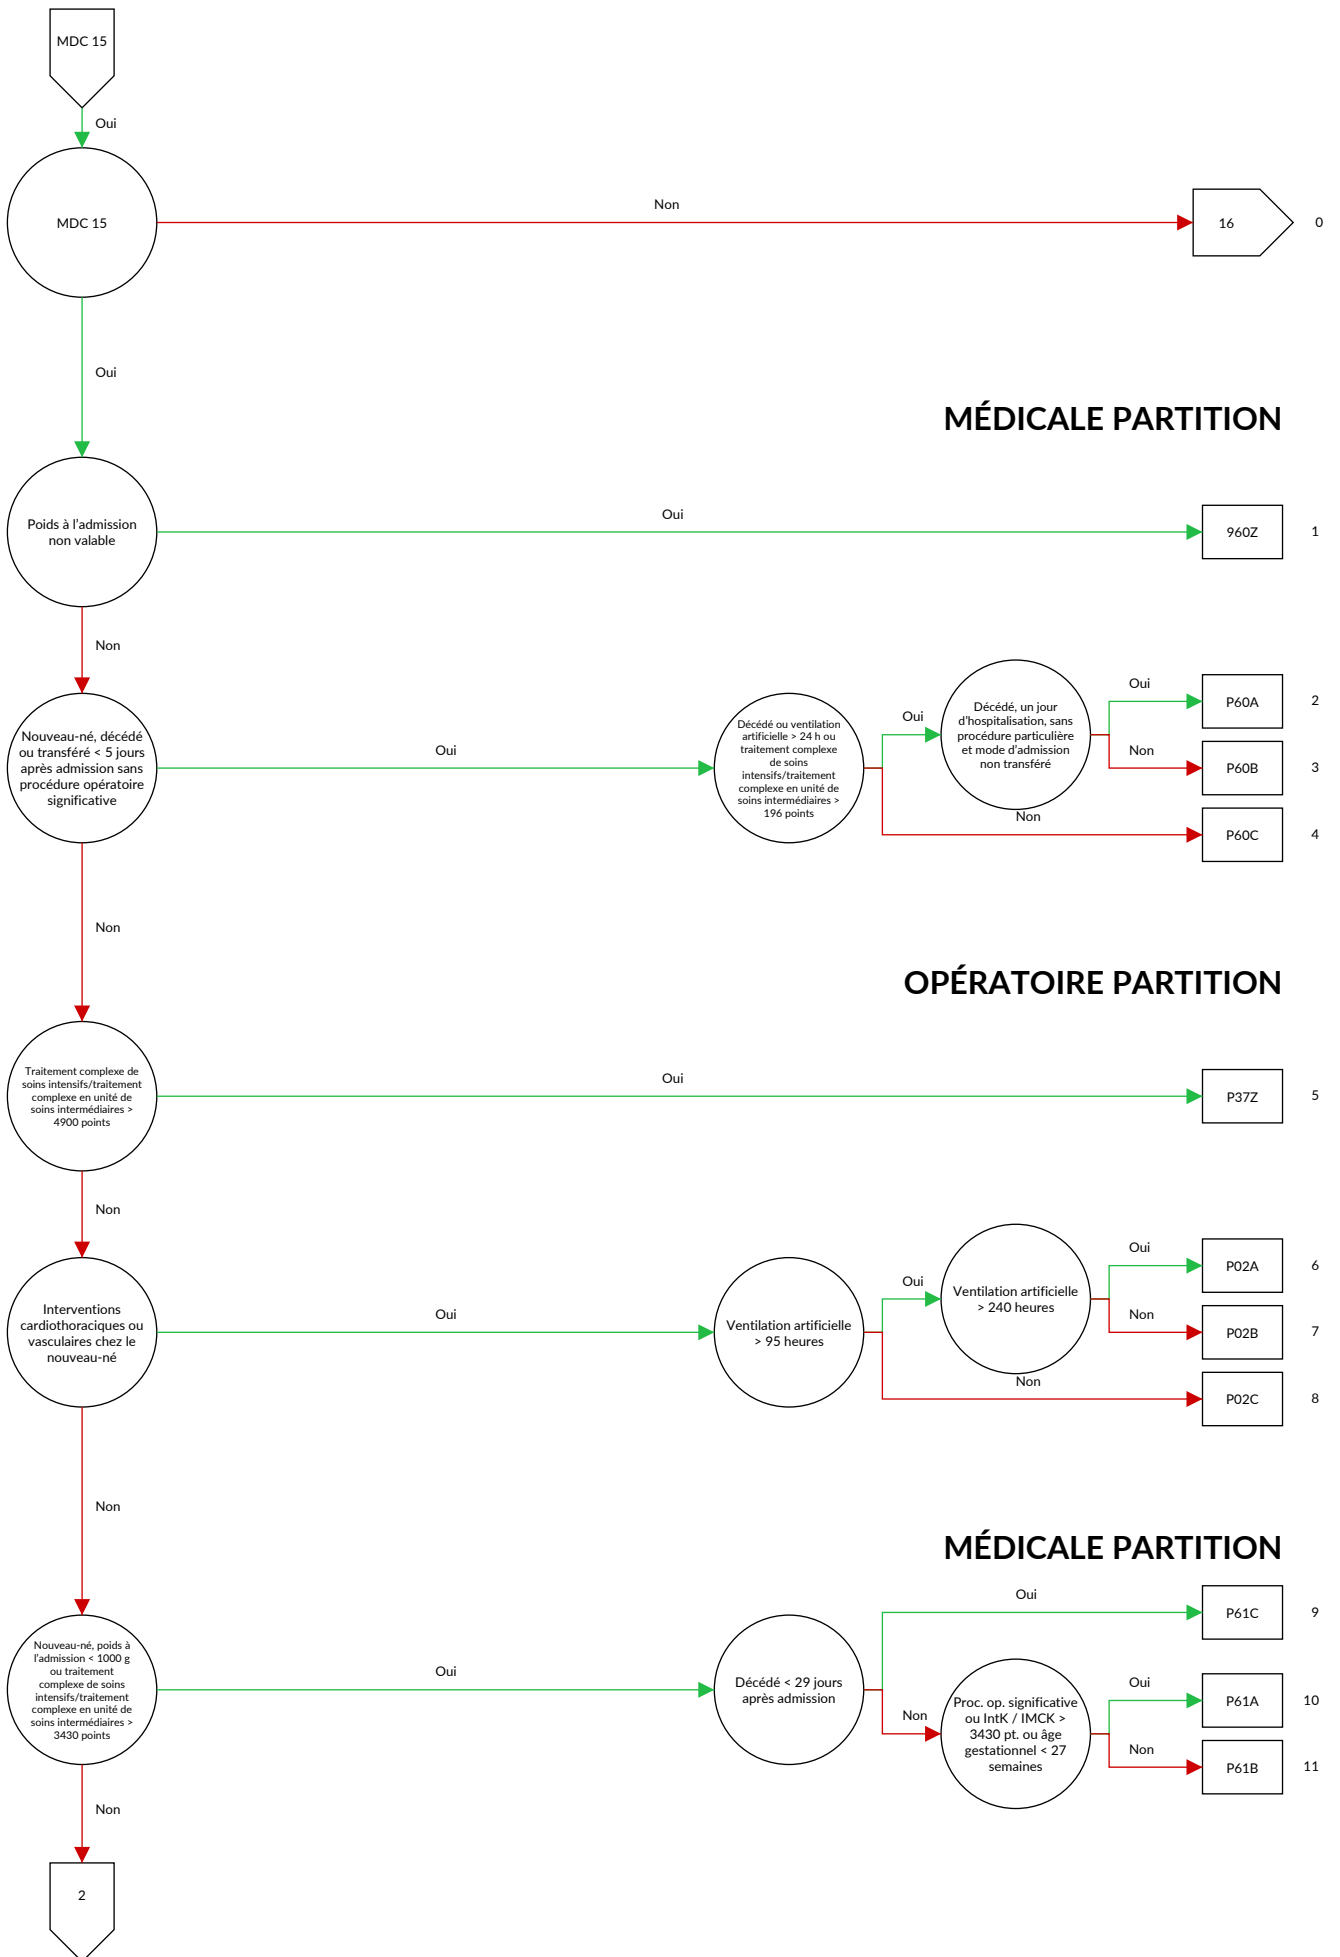 MDC 15
Oui
MDC 15
Non
16
0
Oui
MÉDICALE PARTITION
Poids à l'admission
non valable
Oui
960Z
1
Non
Nouveau-né, décédé
ou transféré < 5 jours
après admission sans
procédure opératoire
significative
Oui
Décédé ou ventilation
artificielle > 24 h ou
traitement complexe
de soins
intensifs/traitement
complexe en unité de
soins intermédiaires >
196 points
Oui
Décédé, un jour
d'hospitalisation, sans
procédure particulière
et mode d'admission
non transféré
Oui
P60A
2
Non
P60B
3
Non
P60C
4
Non
OPÉRATOIRE PARTITION
Traitement complexe de
soins intensifs/traitement
complexe en unité de
soins intermédiaires >
4900 points
Oui
P37Z
5
Non
Interventions
cardiothoraciques ou
vasculaires chez le
nouveau-né
Oui
Ventilation artificielle
> 95 heures
Oui
Ventilation artificielle
> 240 heures
Oui
P02A
6
Non
P02B
7
Non
P02C
8
Non
MÉDICALE PARTITION
Nouveau-né, poids à
l'admission < 1000 g
ou traitement
complexe de soins
intensifs/traitement
complexe en unité de
soins intermédiaires >
3430 points
Oui
Décédé < 29 jours
après admission
Oui
P61C
9
Non
Proc. op. significative
ou IntK / IMCK >
3430 pt. ou âge
gestationnel < 27
semaines
Oui
P61A
10
Non
P61B
11
Non
2